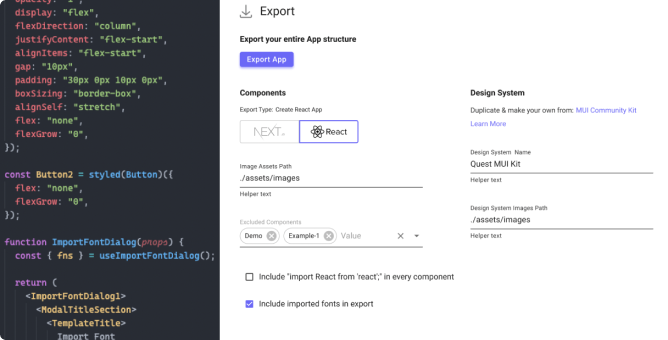 opacity: "1",
display: "flex",
flexDirection: "column",
justifyContent: "flex-start",
alignItems: "flex-start",
gap: "10px",
padding: "30px 0px 10px 0px",
boxSizing: "border-box",
alignSelf: "stretch",
flex: "none",
flexGrow: "0",
});
const Button2 = styled(Button)({
flex: "none",
flexGrow: "0",
});
function ImportFontDialog(props) {
const { fns } = useImportFontDialog();
return (
<ImportFontDialog1>
<ModalTitleSection>
<TemplateTitle>
Import Font
Export
Export your entire App structure
Export App
Components
Export Type: Create React App
NEXT.JS
React
Image Assets Path
./assets/images
Helper text
Excluded Components
Demo
Example-1
Value
Include "import React from 'react';" in every component
Include imported fonts in export
Design System
Duplicate & make your own from: MUI Community Kit
Learn More
Design System Name
Quest MUI Kit
Helper text
Design System Images Path
./assets/images
Helper text